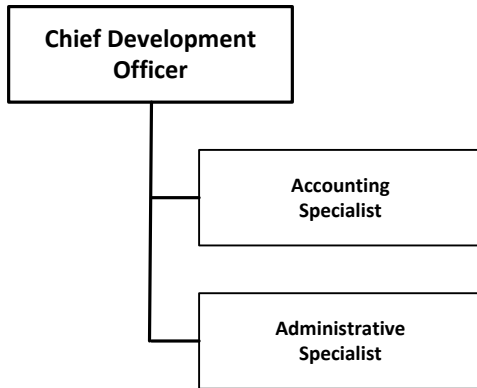 Chief Development
Officer
Accounting
Specialist
Administrative
Specialist